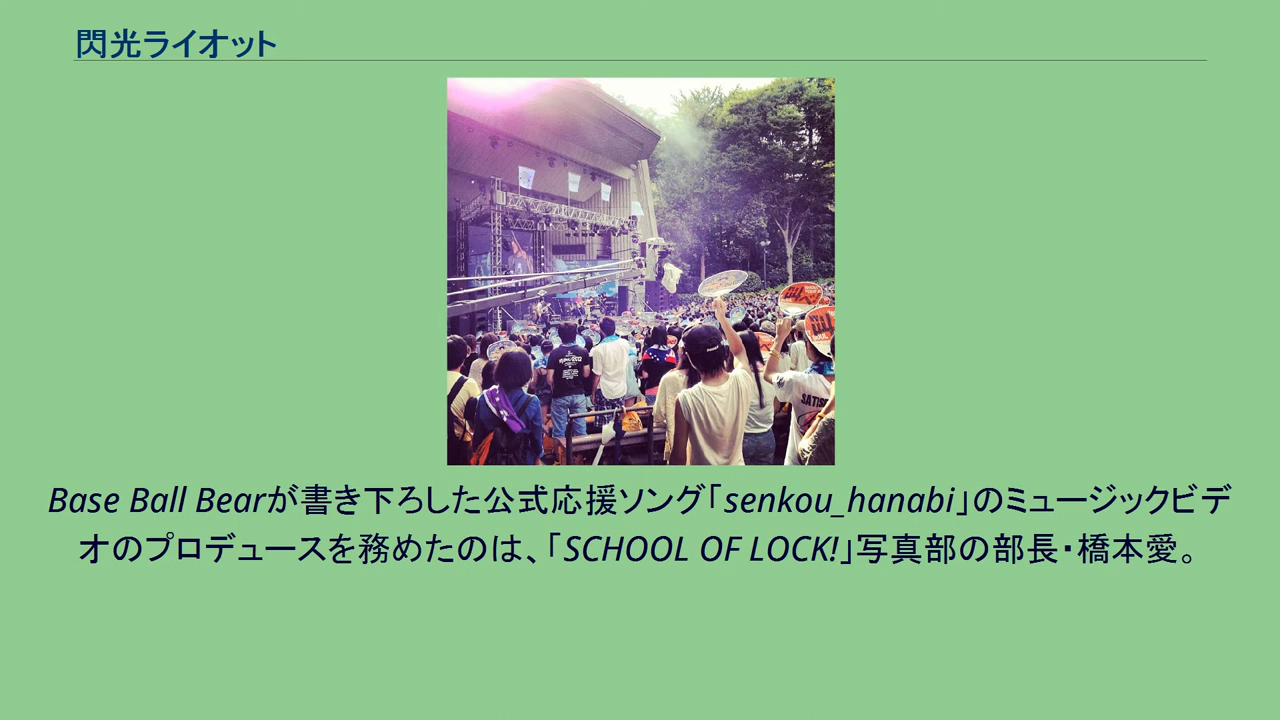 閃光ライオット
SATISF
Base Ball Bearが書き下ろした公式応援ソング「senkou_hanabi」のミュージックビデ
オのプロデュースを務めたのは、「SCHOOL OF LOCK!」写真部の部長・橋本愛。